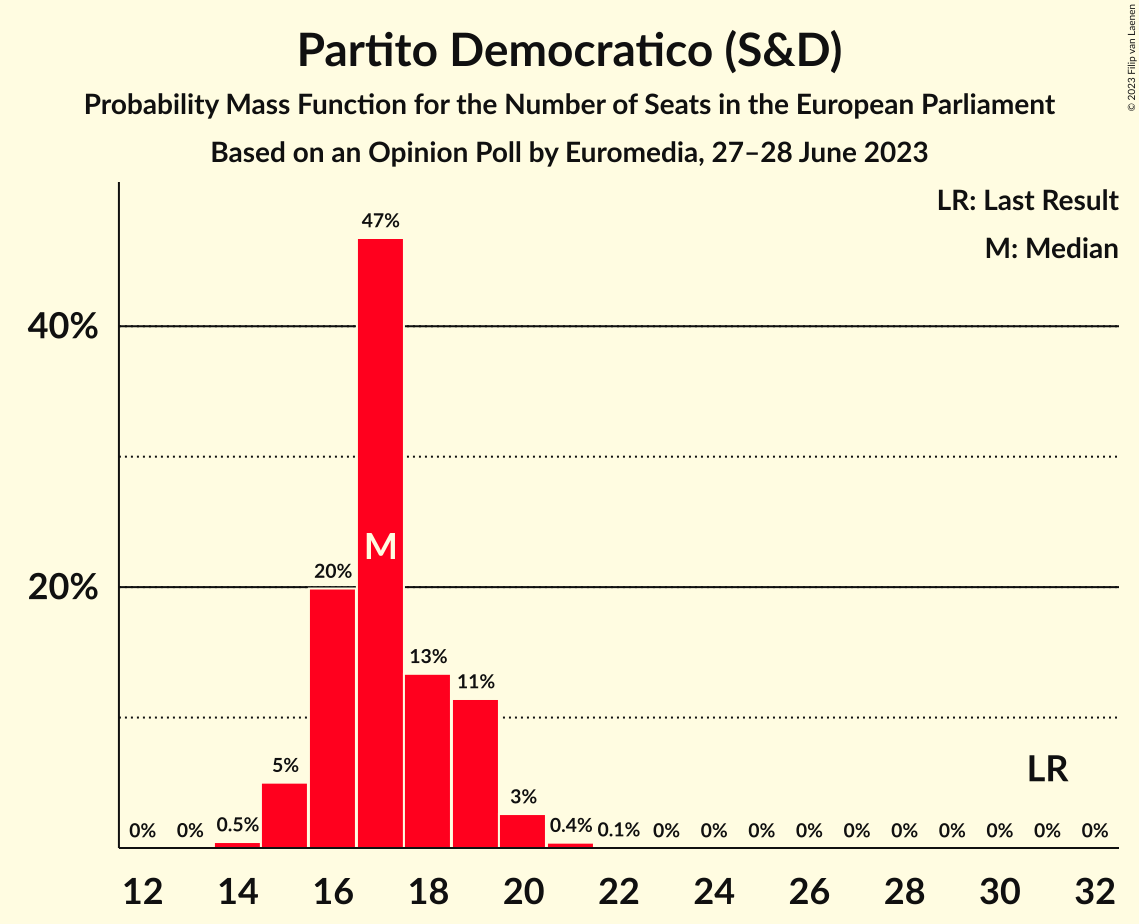 Partito Democratico (S&D)
Probability Mass Function for the Number of Seats in the European Parliament
Based on an Opinion Poll by Euromedia, 27–28 June 2023
© 2023 Filip van Laenen
LR: Last Result
M: Median
47%
40%
M
20%
20%
13%
11%
LR
5%
3%
0% 0% 0.5% 0.4% 0.1% 0% 0% 0% 0% 0% 0% 0% 0% 0% 0%
12 14 16 18 20 22 24 26 28 30 32